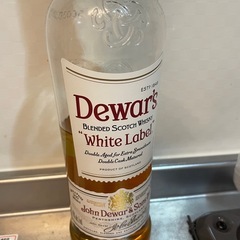 ESTD 1846
Dewar's
BLENDED SCOTCH WHISKY
"White Label"
Double Aged for Extra Smoothness
Double Cask Matured
PRODUCT OF SCOTLAND
John Dewar & Sons